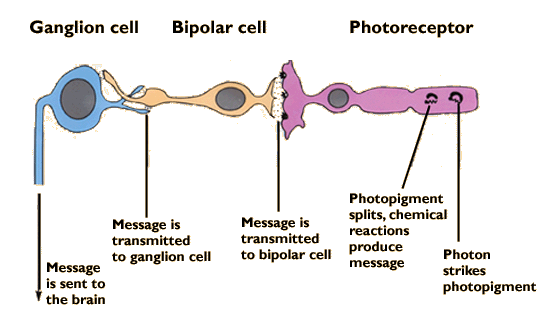 Ganglion cell
Bipolar cell
Photoreceptor
Message is
transmitted
to ganglion cell
Message is
transmitted
to bipolar cell
Photopigment
splits, chemical
reactions
produce
message
Photon
strikes
photopigment
Message
is sent to
the brain